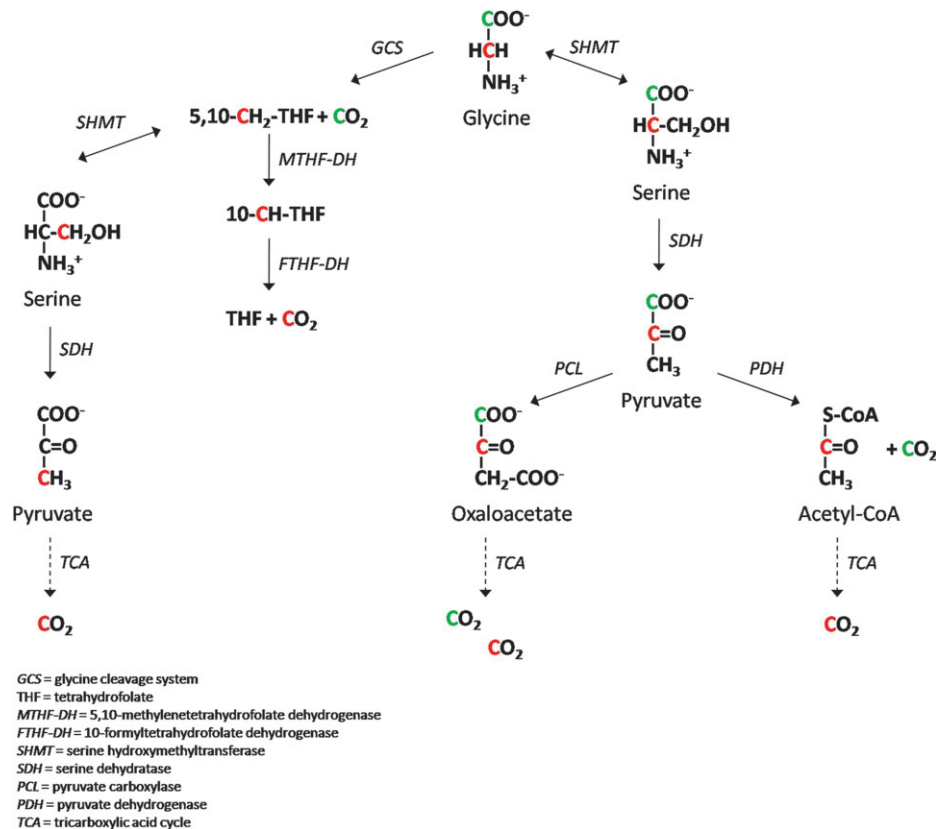 COO⁻
GCS
HCH
SHMT
NH₃⁺
Glycine
5,10-CH₂-THF + CO₂
SHMT
MTHF-DH
COO⁻
HC-CH₂OH
NH₃⁺
Serine
COO⁻
HC-CH₂OH
NH₃⁺
Serine
10-CH-THF
FTHF-DH
THF + CO₂
SDH
SDH
COO⁻
C=O
CH₃
Pyruvate
PCL
PDH
COO⁻
C=O
CH₃
Pyruvate
COO⁻
C=O
CH₂-COO⁻
Oxaloacetate
S-CoA
C=O
+ CO₂
CH₃
Acetyl-CoA
TCA
TCA
TCA
CO₂
CO₂
CO₂
CO₂
GCS = glycine cleavage system
THF = tetrahydrofolate
MTHF-DH = 5,10-methylenetetrahydrofolate dehydrogenase
FTHF-DH = 10-formyltetrahydrofolate dehydrogenase
SHMT = serine hydroxymethyltransferase
SDH = serine dehydratase
PCL = pyruvate carboxylase
PDH = pyruvate dehydrogenase
TCA = tricarboxylic acid cycle